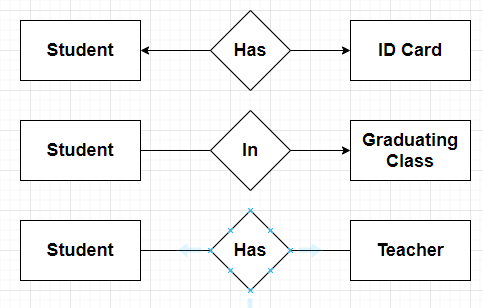 Student Has ID Card
Student In Graduating
Class
Student Has Teacher